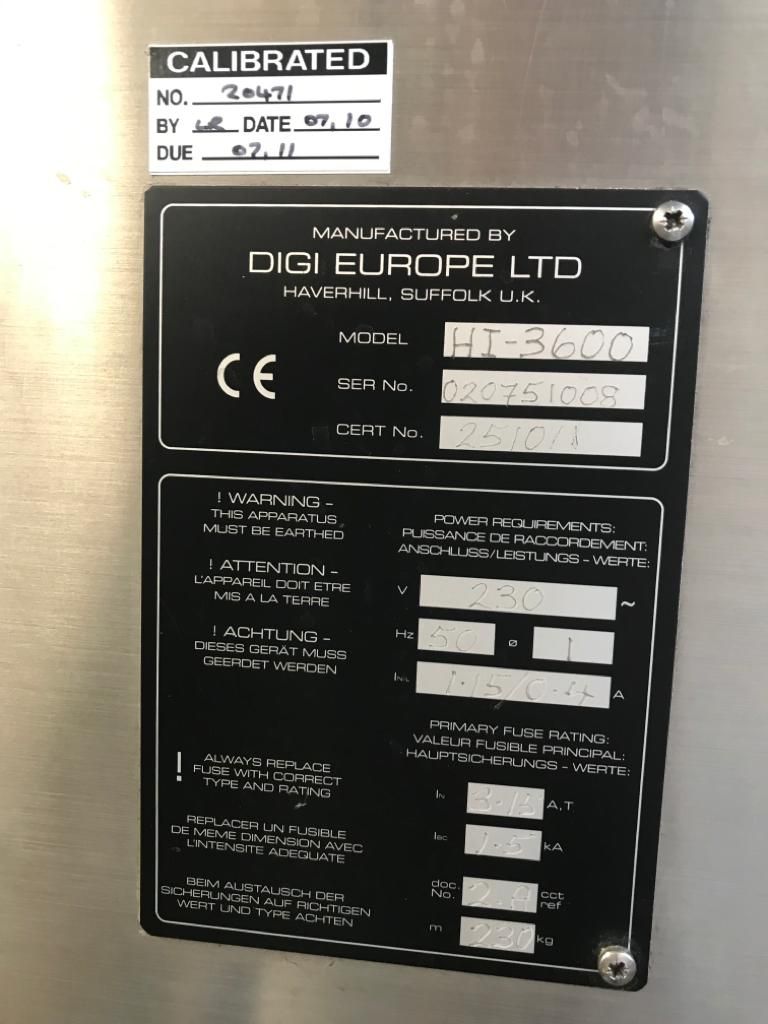 CALIBRATED
NO. 20471
BY LR DATE 07,10
DUE 07,11
MANUFACTURED BY
DIGI EUROPE LTD
HAVERHILL, SUFFOLK U.K.
CE
MODEL HI-3600
SER No. 020751008
CERT No. 2510/1
! WARNING -
THIS APPARATUS
MUST BE EARTHED
! ATTENTION -
L'APPAREIL DOIT ETRE
MIS A LA TERRE
! ACHTUNG -
DIESES GERÄT MUSS
GEERDET WERDEN
! ALWAYS REPLACE
FUSE WITH CORRECT
TYPE AND RATING
REPLACER UN FUSIBLE
DE MEME DIMENSION AVEC
L'INTENSITE ADEQUATE
BEIM AUSTAUSCH DER
SICHERUNGEN AUF RICHTIGEN
WERT UND TYPE ACHTEN
POWER REQUIREMENTS:
PUISSANCE DE RACCORDEMENT:
ANSCHLUSS/LEISTUNGS - WERTE:
V 230 ~
Hz 50 ø 1
1.15/0.4 A
PRIMARY FUSE RATING:
VALEUR FUSIBLE PRINCIPAL:
HAUPTSICHERUNGS - WERTE:
IN 3.15 A,T
Isc 1.5 kA
doc. No. 2.A cct ref
m 230 kg